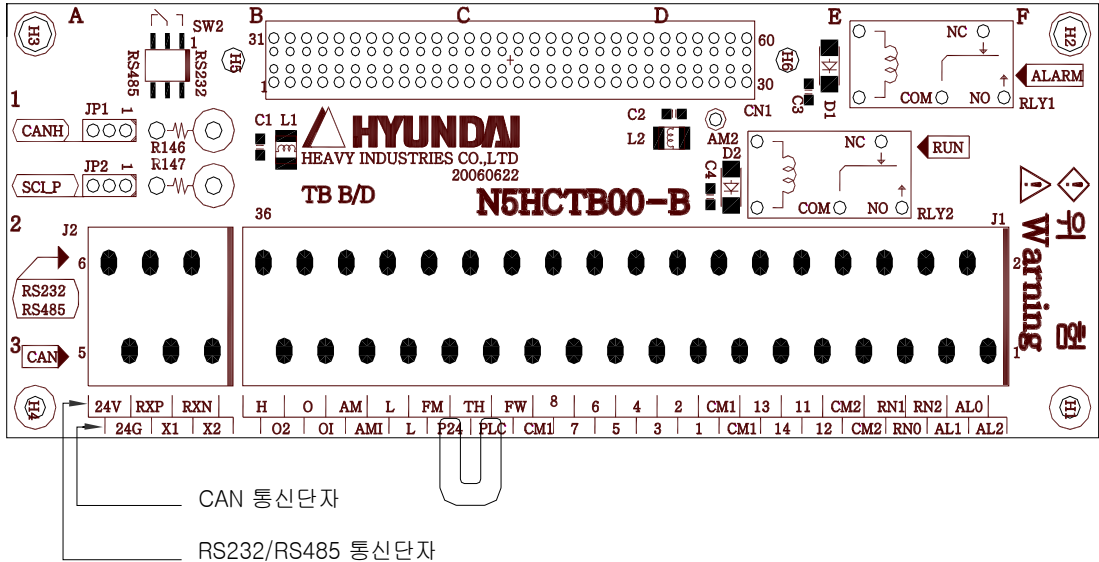 A B C D E F
H3 SW2 31 60 NC H2
RS485 1 RS232 H5 H6 ALARM
1 30 COM NO RLY1
CN1 C3 D1
1
JP1 1
CANH R146
JP2 1 R147
SCLP
C1 L1
HYUNDAI
HEAVY INDUSTRIES CO.,LTD
20060622
TB B/D
N5HCTB00-B
C2 L2 AM2
D2 C4 NC RUN
COM NO RLY2
위험
Warning
2 J2 36 J1
6 2
RS232
RS485
3 CAN 5 1
H4 H1
24V RXP RXN H O AM L FM TH FW 8 6 4 2 CM1 13 11 CM2 RN1 RN2 AL0
24G X1 X2 O2 OI AMI L P24 PLC CM1 7 5 3 1 CM1 14 12 CM2 RN0 AL1 AL2
CAN 통신단자
RS232/RS485 통신단자